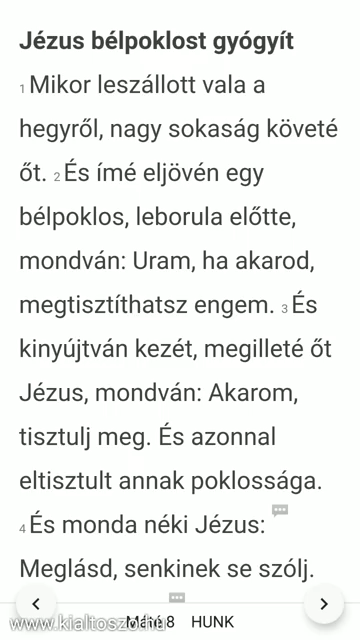 Jézus bélpoklost gyógyít
1 Mikor leszállott vala a
hegyről, nagy sokaság követé
őt. 2 És ímé eljövén egy
bélpoklos, leborula előtte,
mondván: Uram, ha akarod,
megtisztíthatsz engem. 3 És
kinyújtván kezét, megilleté őt
Jézus, mondván: Akarom,
tisztulj meg. És azonnal
eltisztult annak poklossága.
4 És monda néki Jézus:
Meglásd, senkinek se szólj.
Máté 8 HUNK
www.kialtoszo.hu